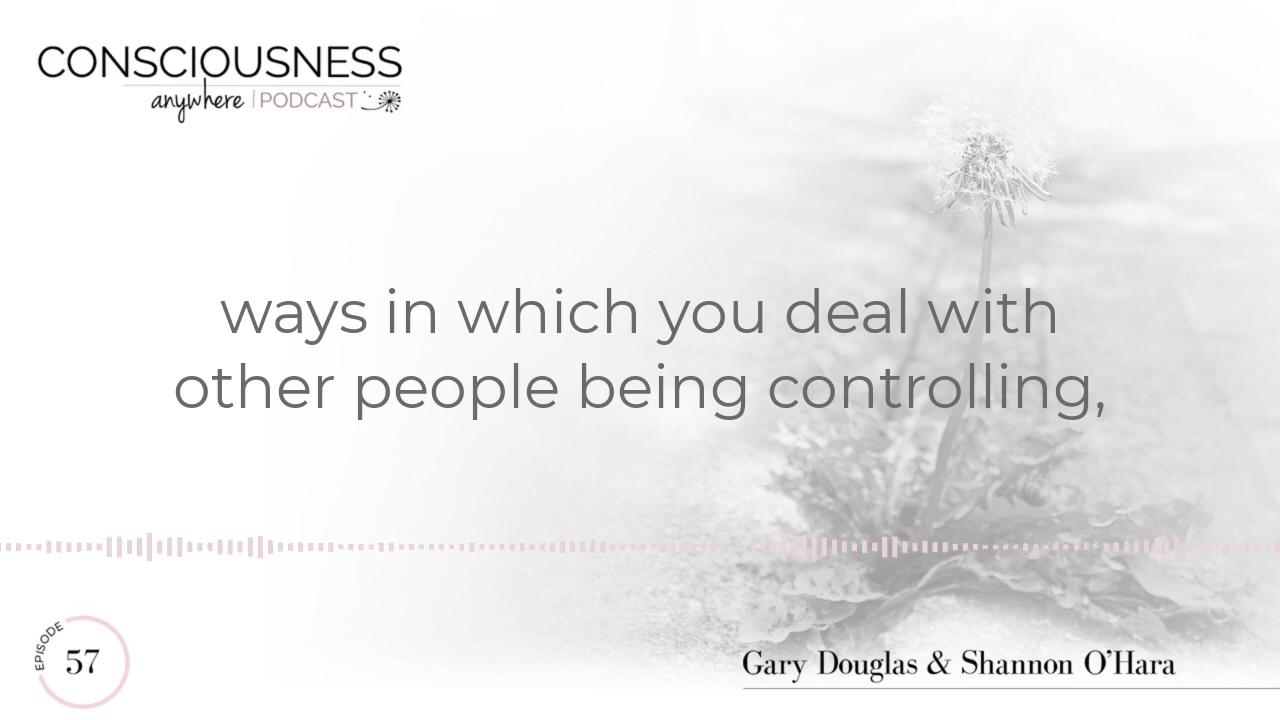 CONSCIOUSNESS
anywhere | PODCAST
ways in which you deal with
other people being controlling,
EPISODE
57
Gary Douglas & Shannon O'Hara